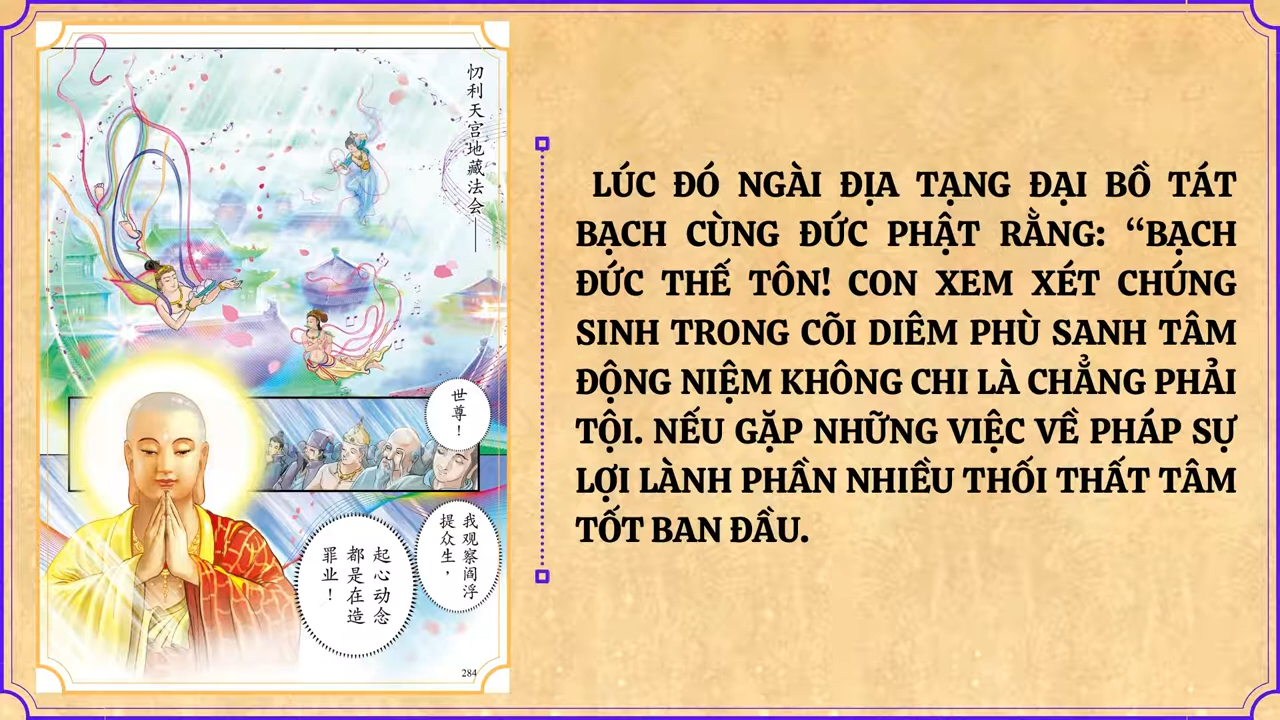 忉利天宫地藏法会——
世尊！
我观察阎浮
提众生，
起心动念
都是在造
罪业！
284
LÚC ĐÓ NGÀI ĐỊA TẠNG ĐẠI BỒ TÁT
BẠCH CÙNG ĐỨC PHẬT RẰNG: “BẠCH
ĐỨC THẾ TÔN! CON XEM XÉT CHÚNG
SINH TRONG CÕI DIÊM PHÙ SANH TÂM
ĐỘNG NIỆM KHÔNG CHI LÀ CHẲNG PHẢI
TỘI. NẾU GẶP NHỮNG VIỆC VỀ PHÁP SỰ
LỢI LÀNH PHẦN NHIỀU THỐI THẤT TÂM
TỐT BAN ĐẦU.